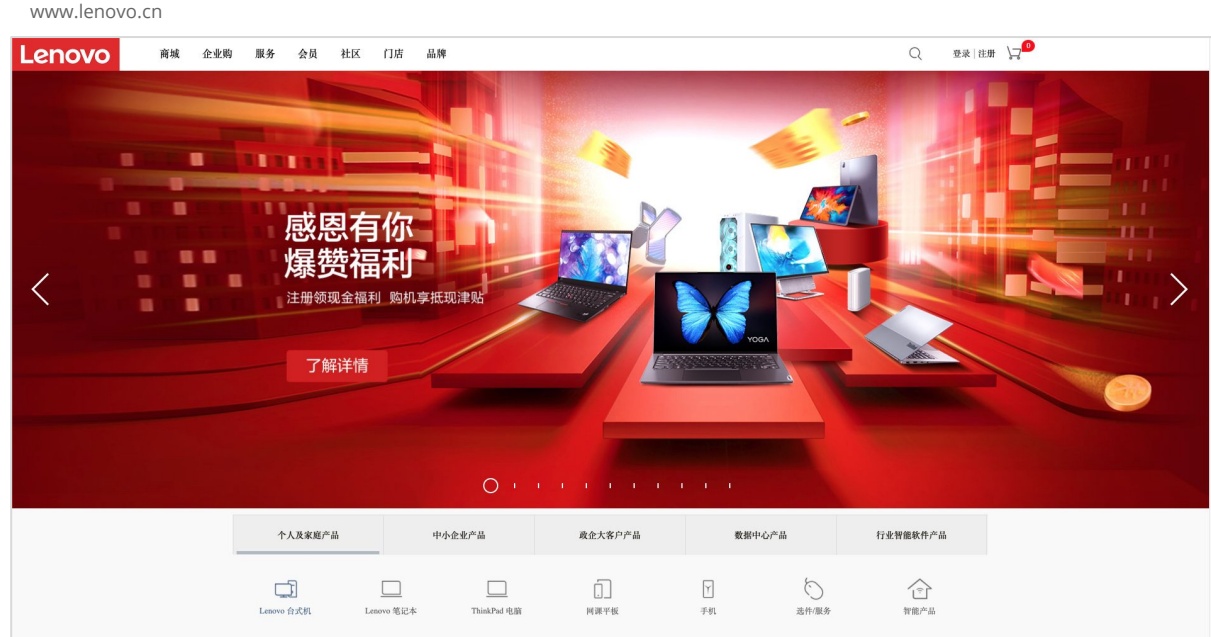 www.lenovo.cn
Lenovo 商城 企业购 服务 会员 社区 门店 品牌 登录 | 注册 0
感恩有你
爆赞福利
注册领现金福利 购机享抵现津贴
YOGA
了解详情
个人及家庭产品 中小企业产品 政企大客户产品 数据中心产品 行业智能软件产品
Lenovo 台式机 Lenovo 笔记本 ThinkPad 电脑 网课平板 手机 选件/服务 智能产品